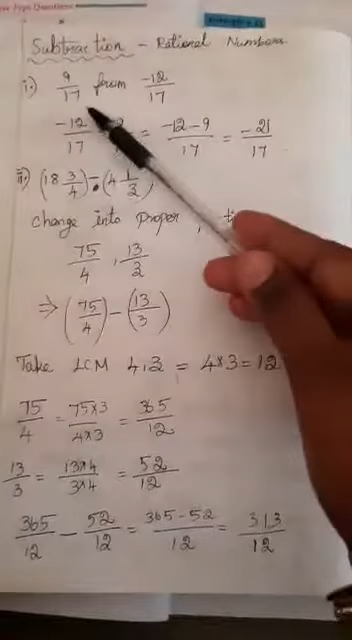 Type Questions
Subtraction - Rational Numbers
i.) 9/17 from -12/17
-12/17 = -12-9/17 = -21/17
ii.) (18 3/4) - (4 1/3)
change into Proper
75/4 , 13/3
⇒ (75/4) - (13/3)
Take LCM 4,3 = 4×3 = 12
75/4 = 75×3/4×3 = 365/12
13/3 = 13×4/3×4 = 52/12
365/12 - 52/12 = 365-52/12 = 313/12